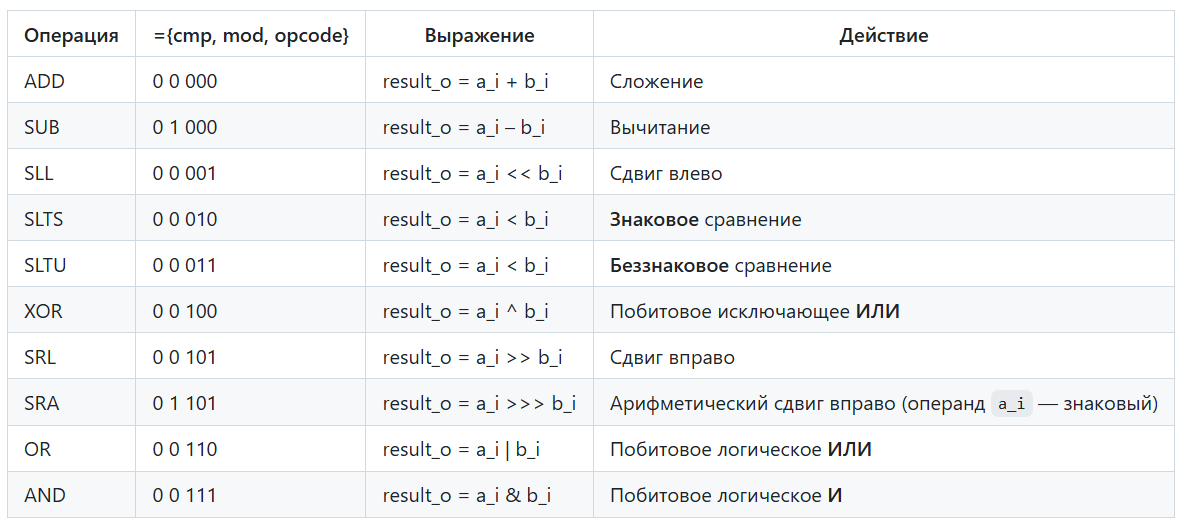 Операция ={cmp, mod, opcode} Выражение Действие
ADD 0 0 000 result_o = a_i + b_i Сложение
SUB 0 1 000 result_o = a_i – b_i Вычитание
SLL 0 0 001 result_o = a_i << b_i Сдвиг влево
SLTS 0 0 010 result_o = a_i < b_i Знаковое сравнение
SLTU 0 0 011 result_o = a_i < b_i Беззнаковое сравнение
XOR 0 0 100 result_o = a_i ^ b_i Побитовое исключающее ИЛИ
SRL 0 0 101 result_o = a_i >> b_i Сдвиг вправо
SRA 0 1 101 result_o = a_i >>> b_i Арифметический сдвиг вправо (операнд a_i — знаковый)
OR 0 0 110 result_o = a_i | b_i Побитовое логическое ИЛИ
AND 0 0 111 result_o = a_i & b_i Побитовое логическое И